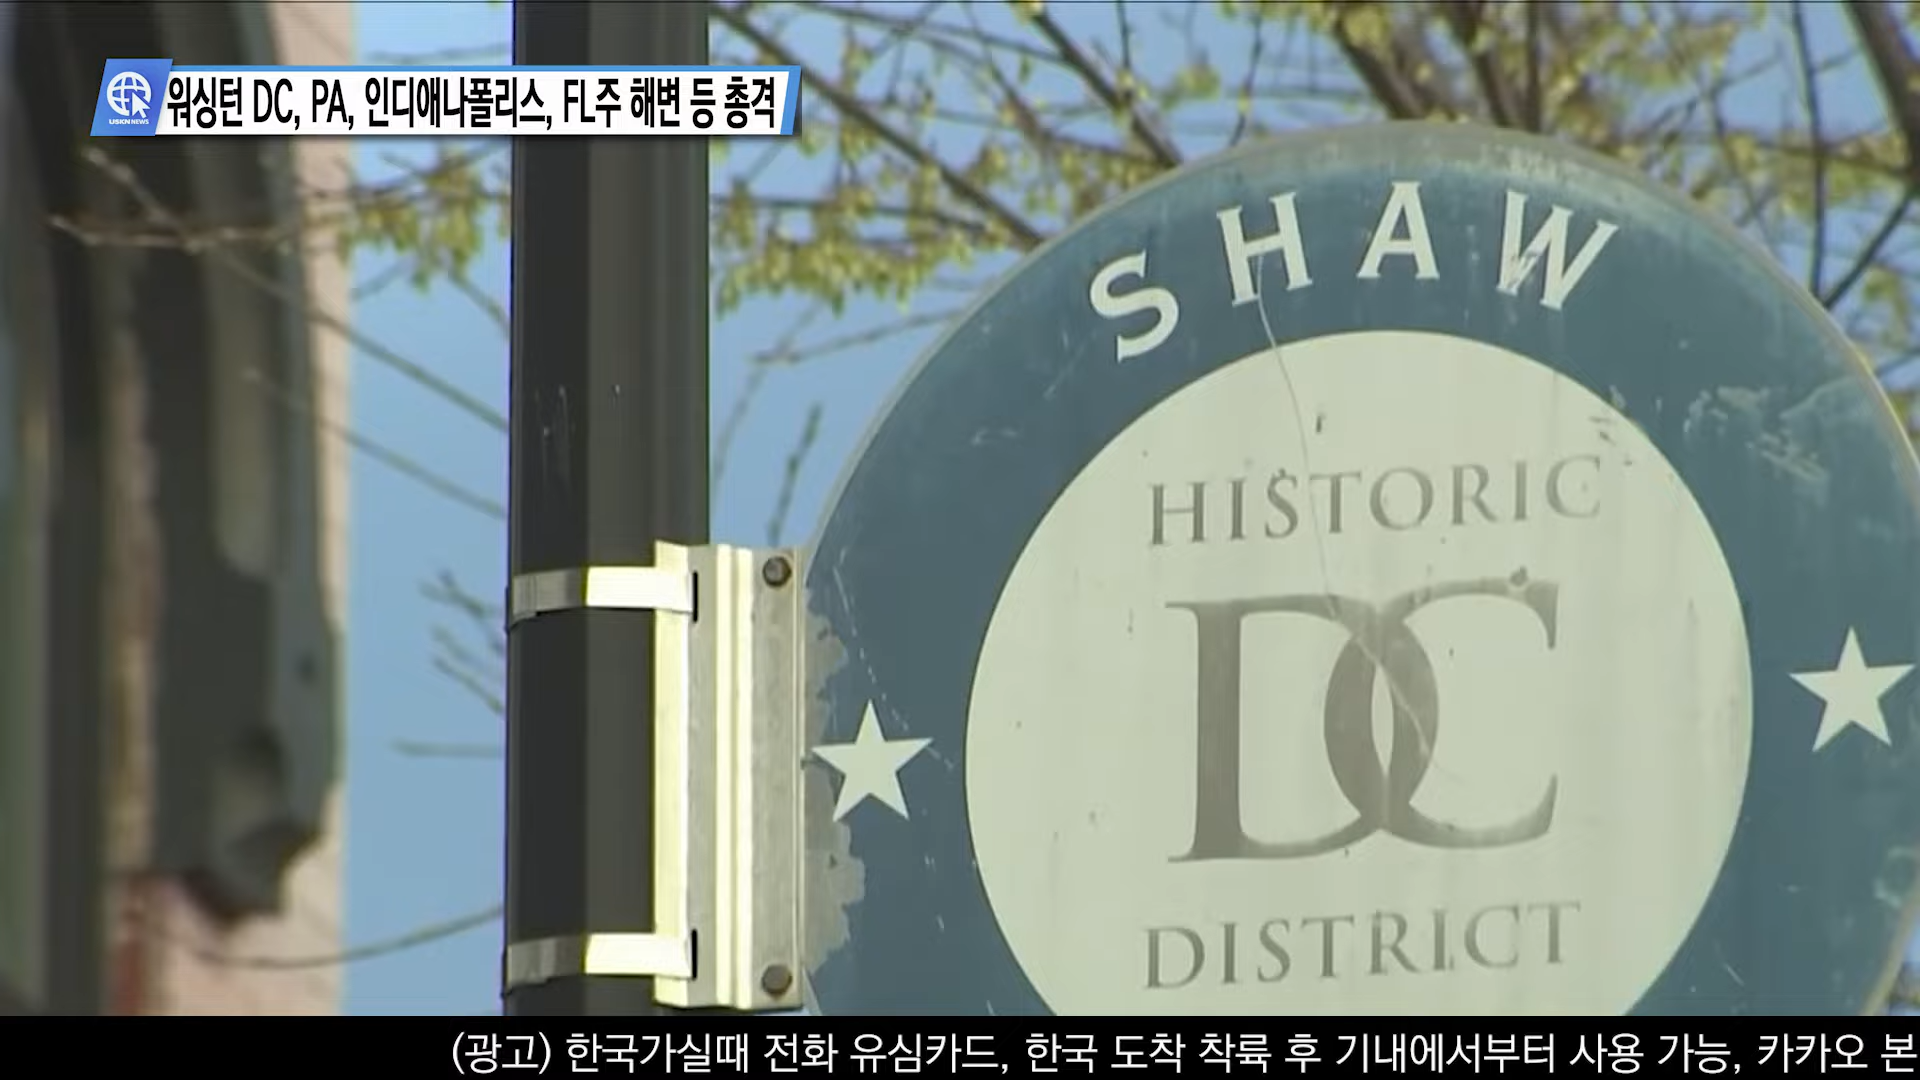 워싱턴 DC, PA, 인디애나폴리스, FL주 해변 등 총격
USKN NEWS
SHAW
HISTORIC
DC
DISTRICT
(광고) 한국가실때 전화 유심카드, 한국 도착 착륙 후 기내에서부터 사용 가능, 카카오 본